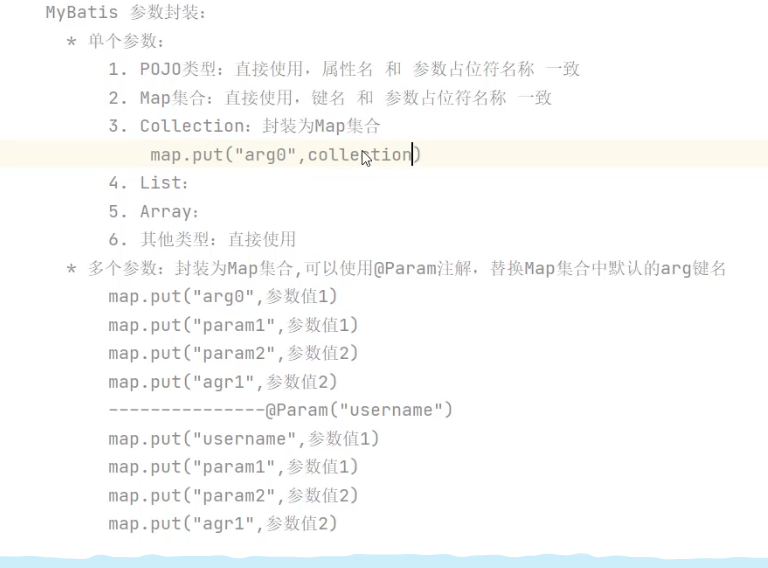 MyBatis 参数封装:
* 单个参数:
1. POJO类型: 直接使用, 属性名 和 参数占位符名称 一致
2. Map集合: 直接使用, 键名 和 参数占位符名称 一致
3. Collection: 封装为Map集合
map.put("arg0",collection)
4. List:
5. Array:
6. 其他类型: 直接使用
* 多个参数: 封装为Map集合,可以使用@Param注解, 替换Map集合中默认的arg键名
map.put("arg0",参数值1)
map.put("param1",参数值1)
map.put("param2",参数值2)
map.put("agr1",参数值2)
---------------@Param("username")
map.put("username",参数值1)
map.put("param1",参数值1)
map.put("param2",参数值2)
map.put("agr1",参数值2)